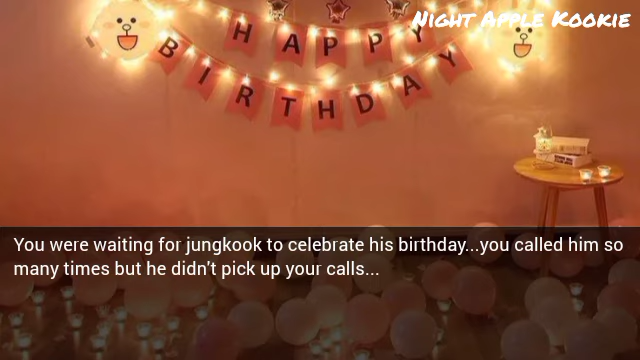 Night Apple Kookie
HAPPY
BIRTHDAY
You were waiting for jungkook to celebrate his birthday...you called him so
many times but he didn't pick up your calls...